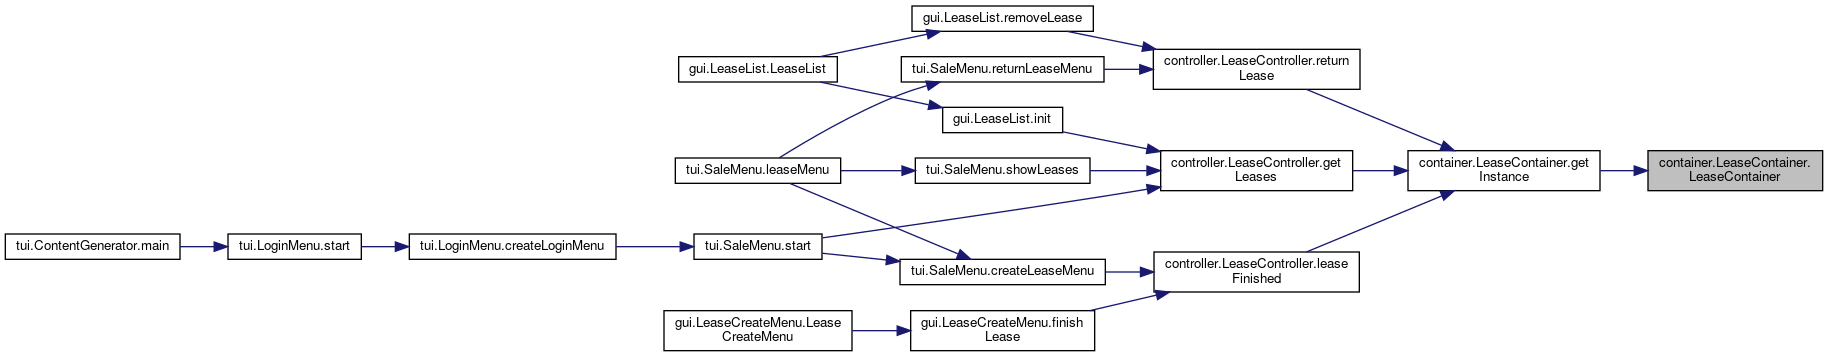 gui.LeaseList.removeLease
gui.LeaseList.LeaseList
tui.SaleMenu.returnLeaseMenu
controller.LeaseController.return
Lease
gui.LeaseList.init
tui.SaleMenu.leaseMenu
tui.SaleMenu.showLeases
controller.LeaseController.get
Leases
container.LeaseContainer.get
Instance
container.LeaseContainer.
LeaseContainer
tui.ContentGenerator.main
tui.LoginMenu.start
tui.LoginMenu.createLoginMenu
tui.SaleMenu.start
tui.SaleMenu.createLeaseMenu
controller.LeaseController.lease
Finished
gui.LeaseCreateMenu.Lease
CreateMenu
gui.LeaseCreateMenu.finish
Lease